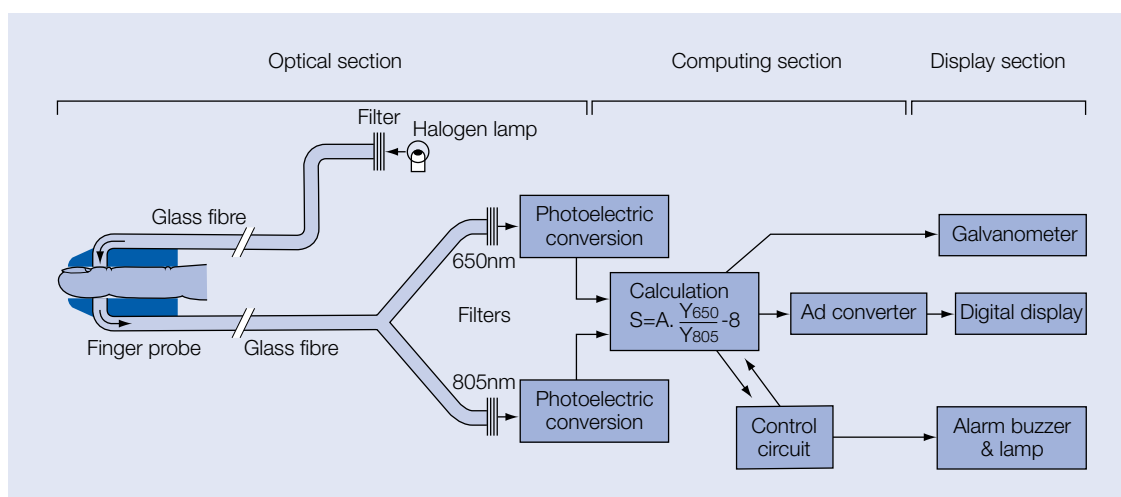 Optical section
Computing section
Display section
Filter
Halogen lamp
Glass fibre
Photoelectric
conversion
650nm
Galvanometer
Calculation
S=A. Y650/Y805 -8
Filters
Ad converter
Digital display
Finger probe
Glass fibre
805nm
Photoelectric
conversion
Control
circuit
Alarm buzzer
& lamp